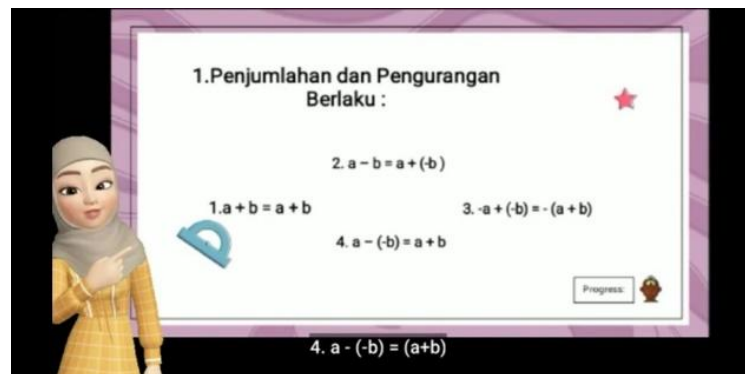 1.Penjumlahan dan Pengurangan
Berlaku :
2. a – b = a + (-b )
1.a + b = a + b
3. -a + (-b) = - (a + b)
4. a – (-b) = a + b
Progress:
4. a - (-b) = (a+b)